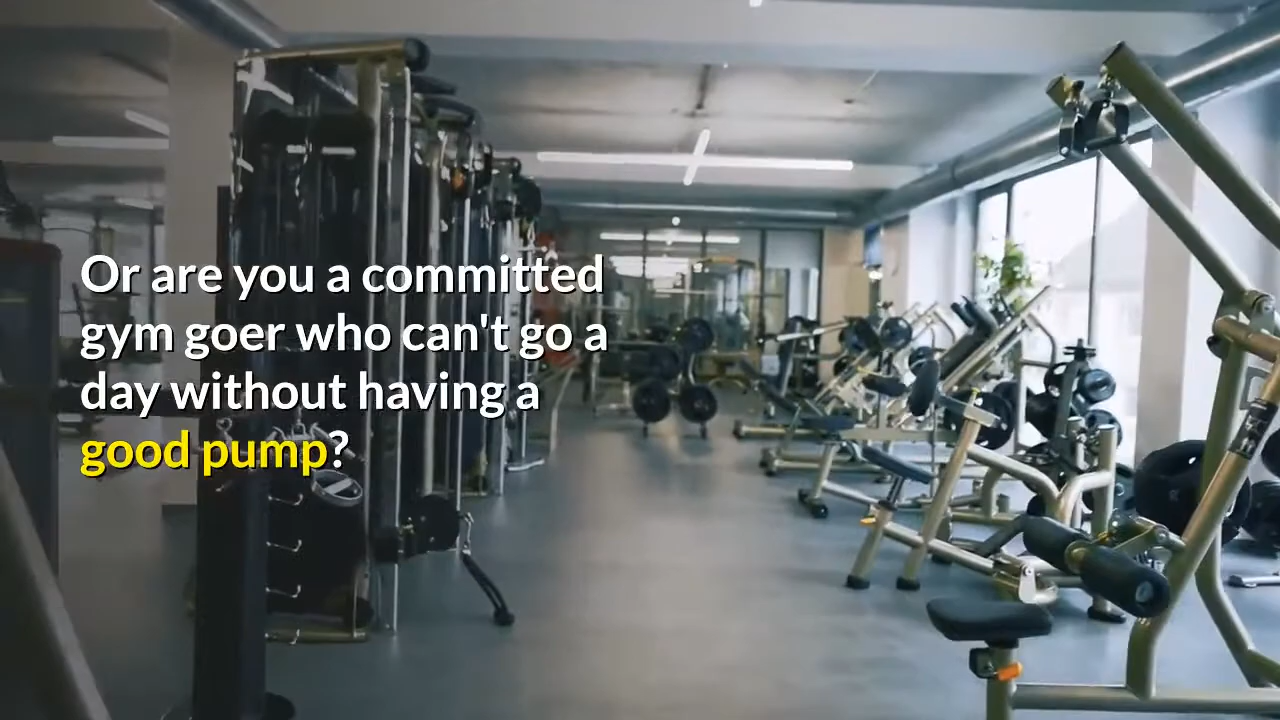 Or are you a committed
gym goer who can't go a
day without having a
good pump?